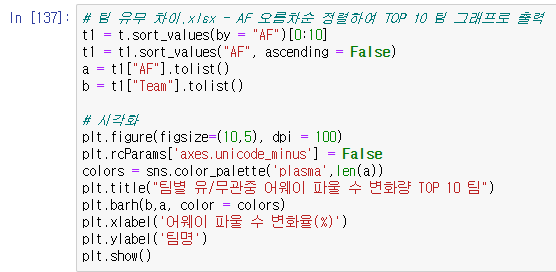 In [137]:
# 팀 유무 차이.xlsx - AF 오름차순 정렬하여 TOP 10 팀 그래프로 출력
t1 = t.sort_values(by = "AF")[0:10]
t1 = t1.sort_values("AF", ascending = False)
a = t1["AF"].tolist()
b = t1["Team"].tolist()
# 시각화
plt.figure(figsize=(10,5), dpi = 100)
plt.rcParams['axes.unicode_minus'] = False
colors = sns.color_palette('plasma',len(a))
plt.title("팀별 유/무관중 어웨이 파울 수 변화량 TOP 10 팀")
plt.barh(b,a, color = colors)
plt.xlabel('어웨이 파울 수 변화율(%)')
plt.ylabel('팀명')
plt.show()